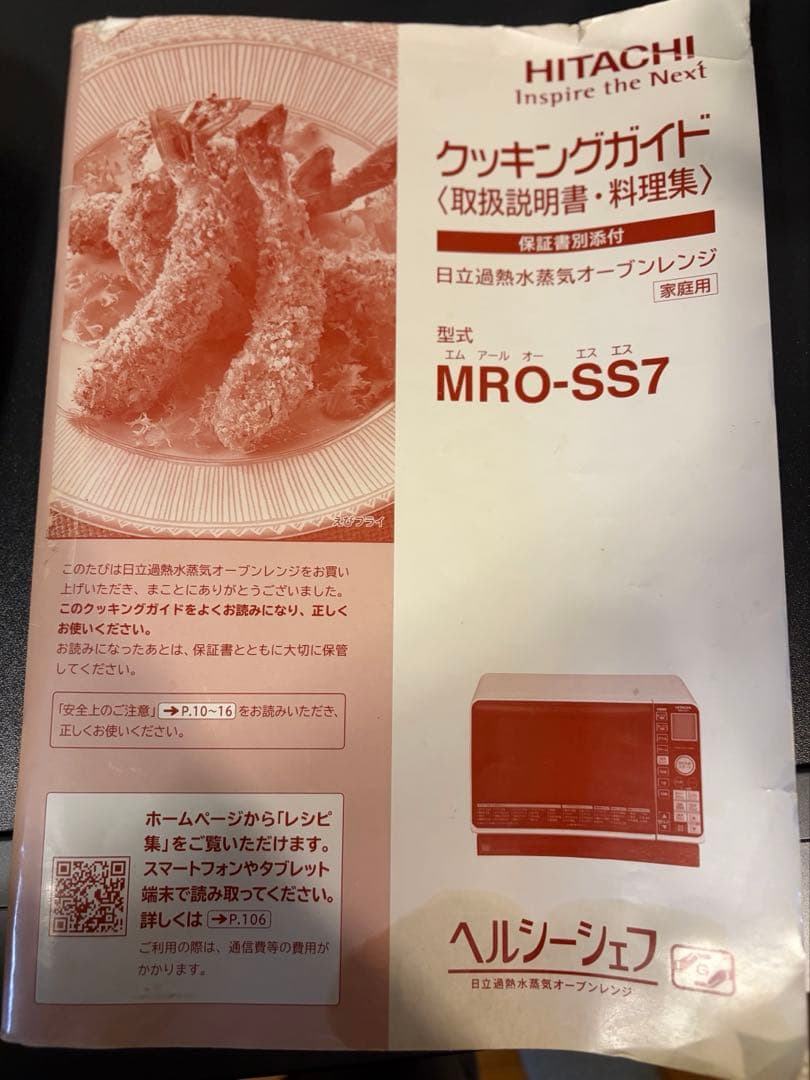 HITACHI
Inspire the Next
クッキングガイド
〈取扱説明書・料理集〉
保証書別添付
日立過熱水蒸気オーブンレンジ
家庭用
型式
エム アール オー エス エス
MRO-SS7
えびフライ
このたびは日立過熱水蒸気オーブンレンジをお買い
上げいただき、まことにありがとうございました。
このクッキングガイドをよくお読みになり、正しく
お使いください。
お読みになったあとは、保証書とともに大切に保管
してください。
「安全上のご注意」→P.10~16をお読みいただき、
正しくお使いください。
ホームページから「レシピ
集」をご覧いただけます。
スマートフォンやタブレット
端末で読み取ってください。
詳しくは→P.106
ご利用の際は、通信費等の費用が
かかります。
HITACHI
ヘルシーシェフ
日立過熱水蒸気オーブンレンジ
G